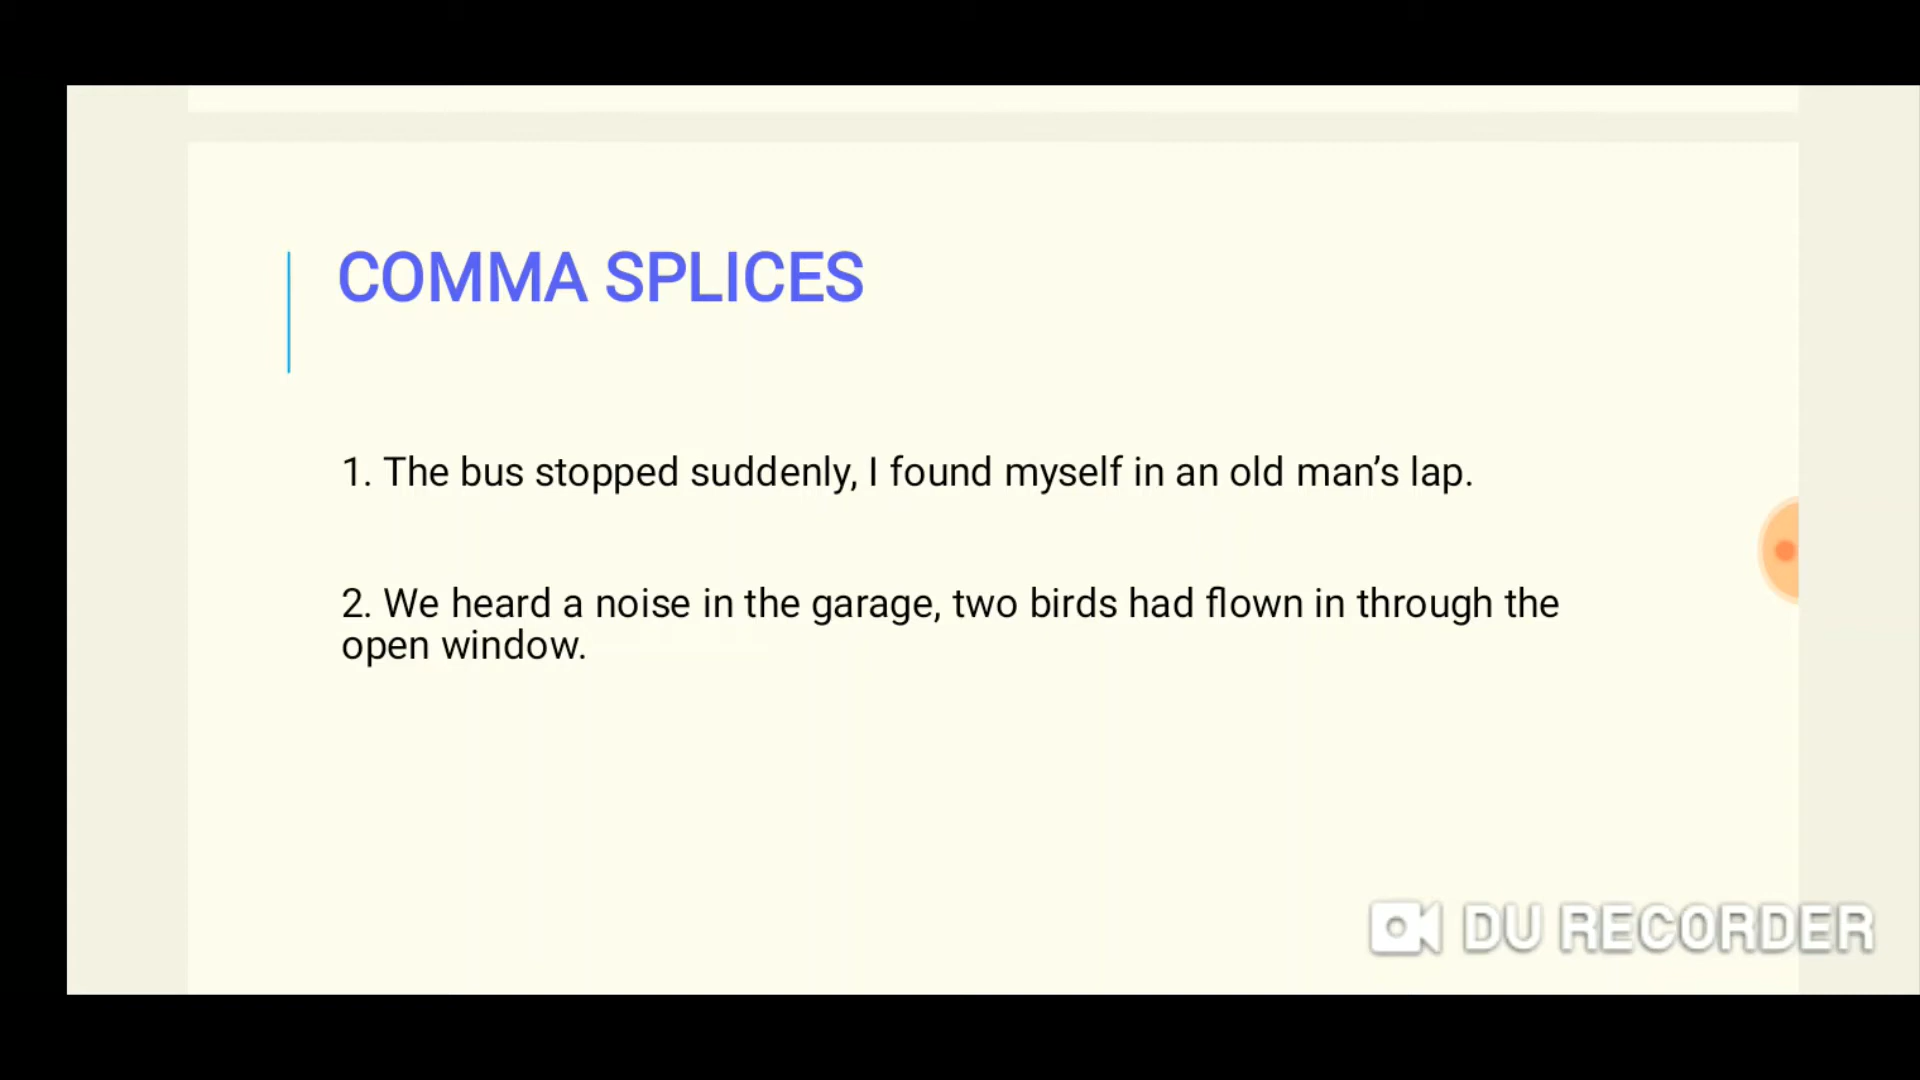 COMMA SPLICES
1. The bus stopped suddenly, I found myself in an old man’s lap.
2. We heard a noise in the garage, two birds had flown in through the
open window.
DU RECORDER